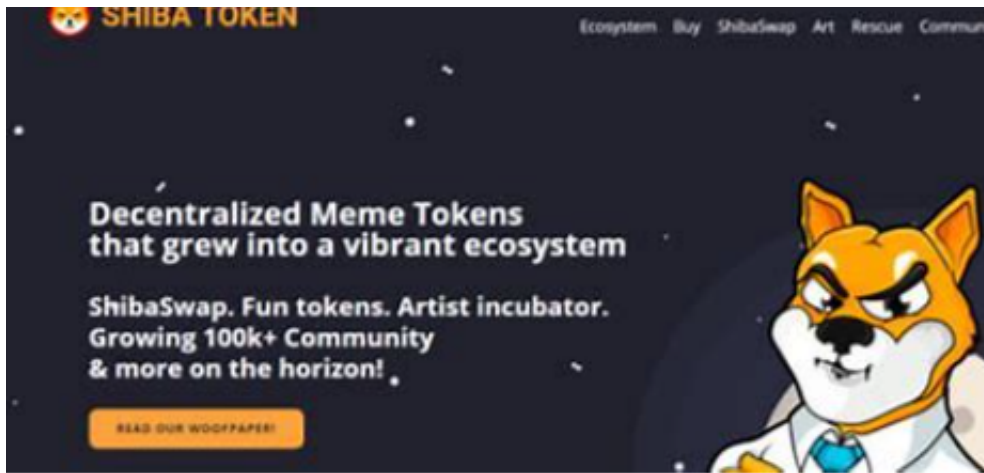 SHIBA TOKEN
Ecosystem Buy ShibaSwap Art Rescue Commun
Decentralized Meme Tokens
that grew into a vibrant ecosystem
ShibaSwap. Fun tokens. Artist incubator.
Growing 100k+ Community
& more on the horizon!
READ OUR WOOFPAPER!